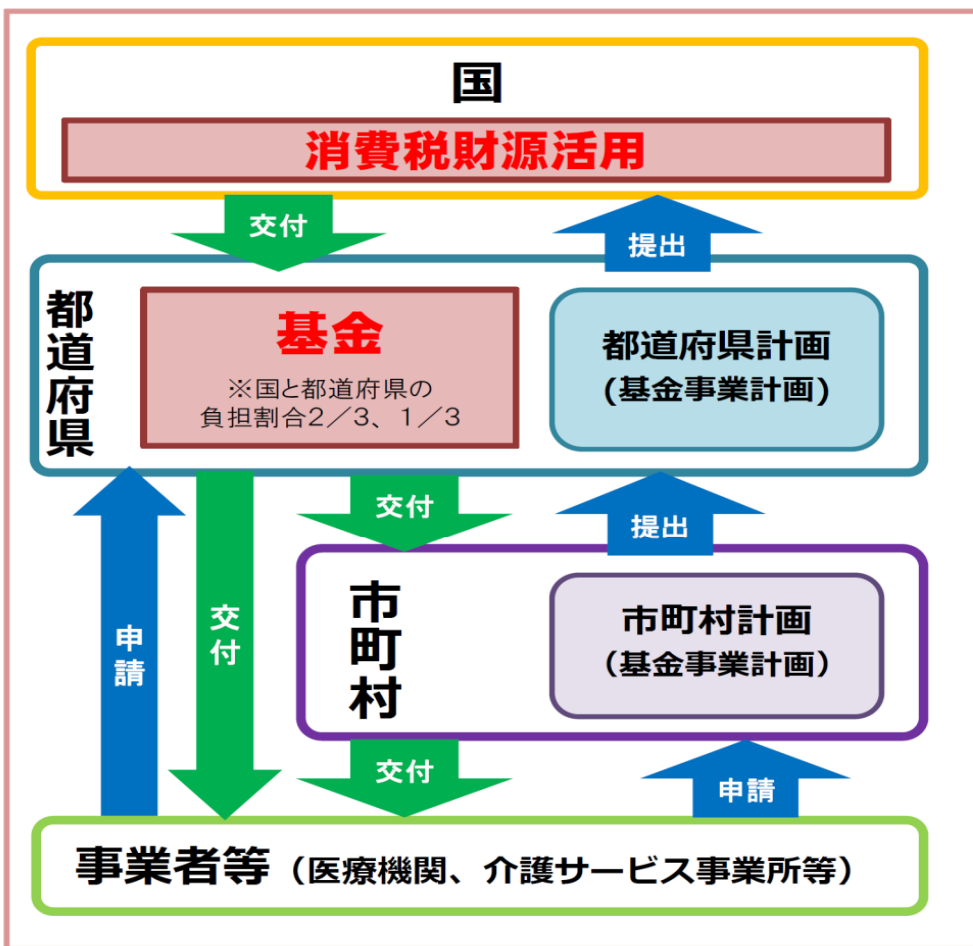 国
消費税財源活用
交付
提出
都道府県
基金
※国と都道府県の
負担割合2／3、1／3
都道府県計画
(基金事業計画)
交付
提出
申請
交付
市町村
市町村計画
（基金事業計画）
交付
申請
事業者等（医療機関、介護サービス事業所等）